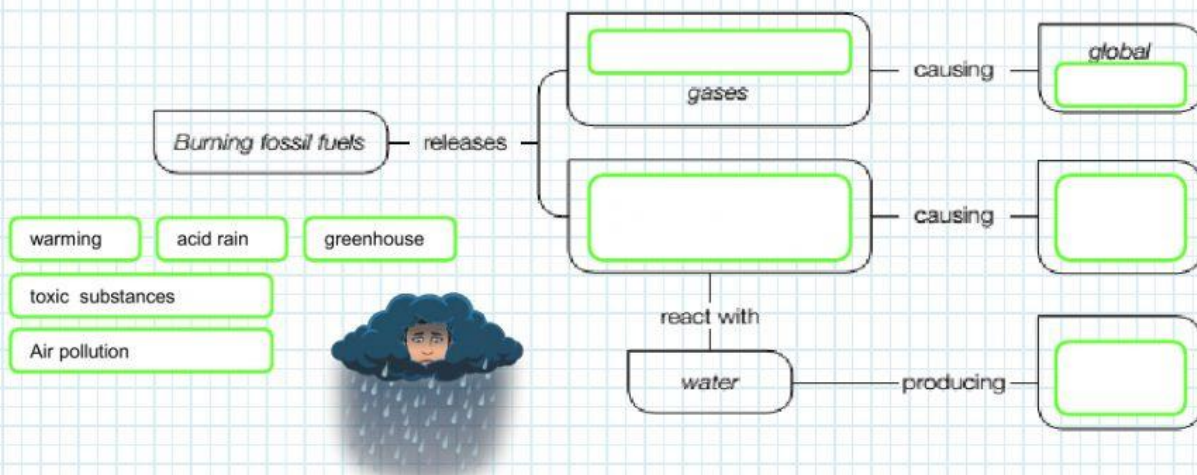 global
causing
gases
Burning fossil fuels
releases
causing
warming
acid rain
greenhouse
toxic substances
Air pollution
react with
water
producing